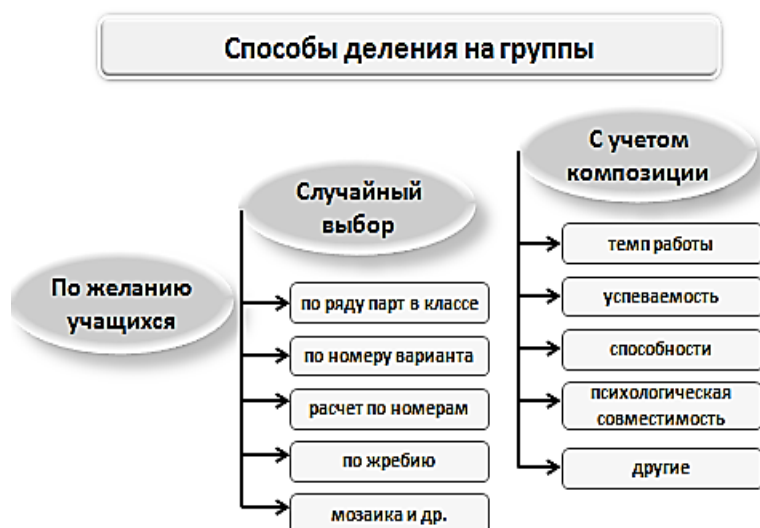 Способы деления на группы
По желанию
учащихся
Случайный
выбор
по ряду парт в классе
по номеру варианта
расчет по номерам
по жребию
мозаика и др.
С учетом
композиции
темп работы
успеваемость
способности
психологическая
совместимость
другие